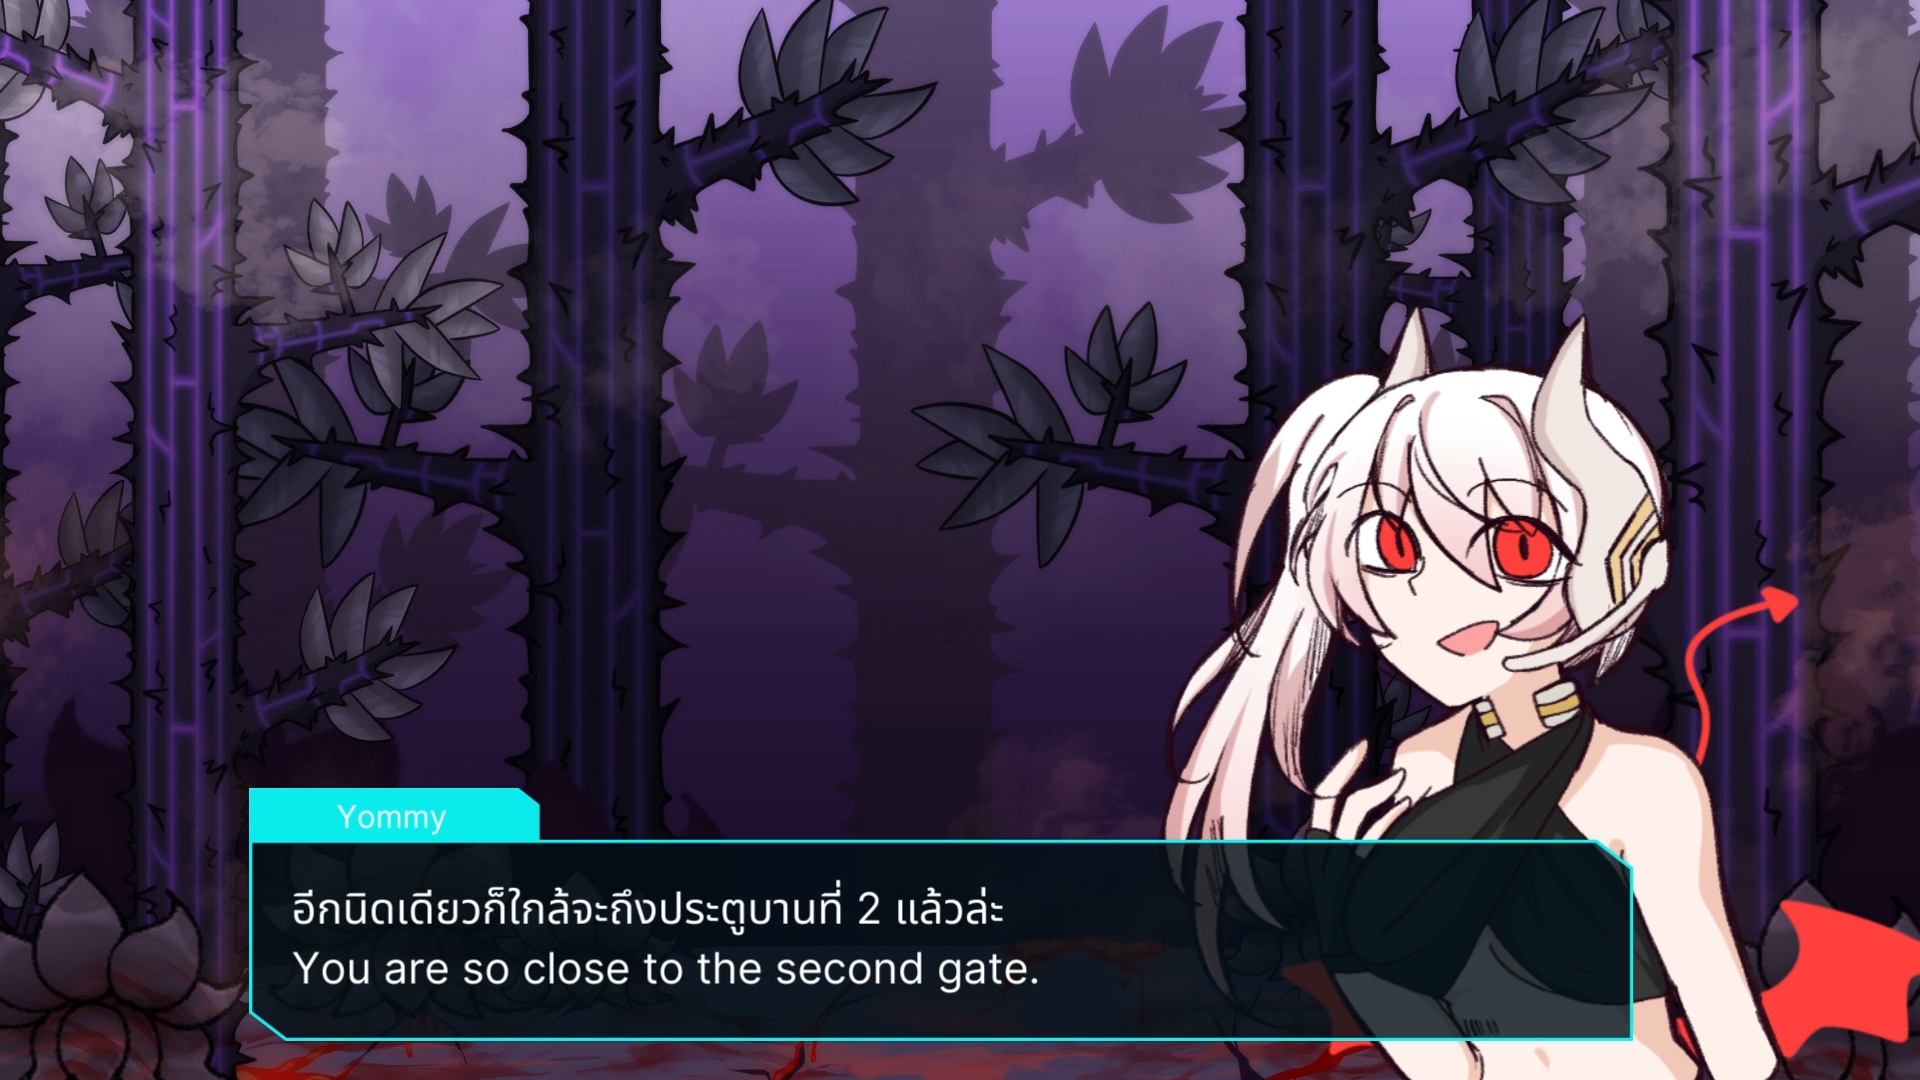 Yommy
อีกนิดเดียวก็ใกล้จะถึงประตูบานที่ 2 แล้วล่ะ
You are so close to the second gate.